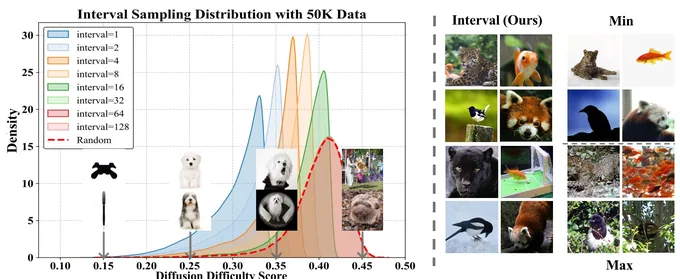 Interval Sampling Distribution with 50K Data
Density
30
25
20
15
10
5
0
interval=1
interval=2
interval=4
interval=8
interval=16
interval=32
interval=64
interval=128
Random
0.10 0.15 0.20 0.25 0.30 0.35 0.40 0.45 0.50
Diffusion Difficulty Score
Interval (Ours)
Min
Max